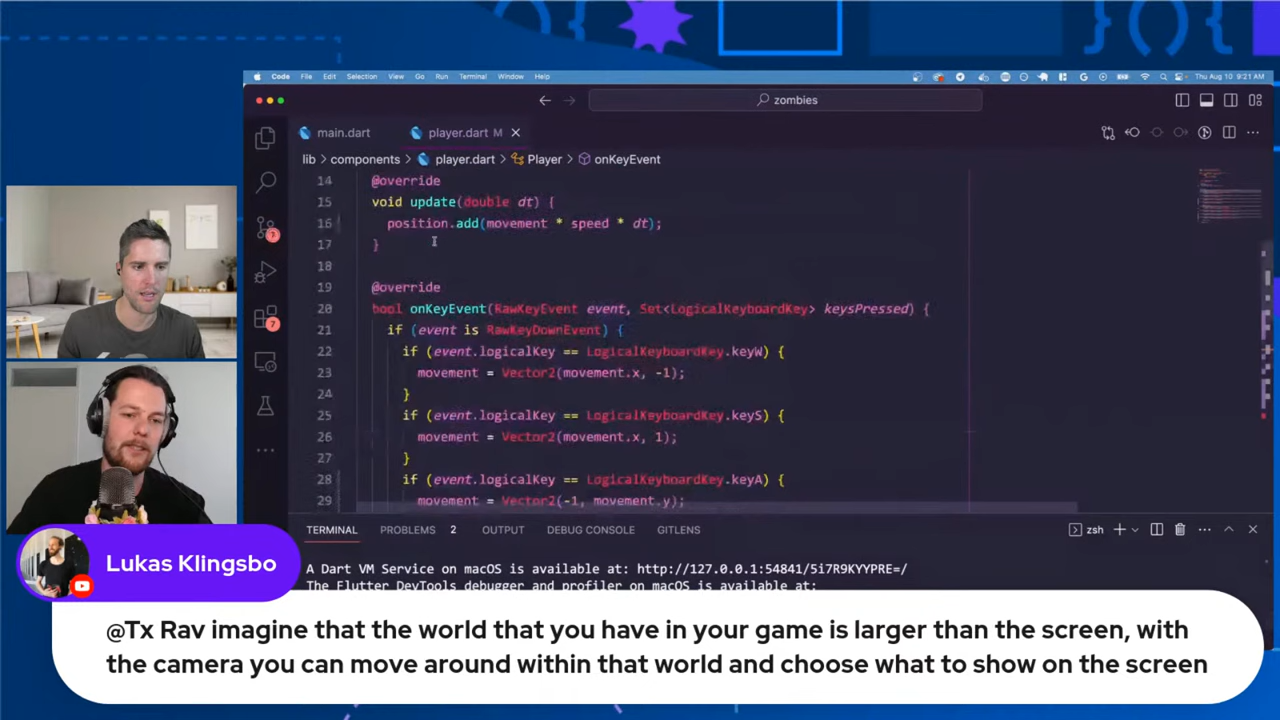 Code File Edit Selection View Go Run Terminal Window Help Thu Aug 10 9:21 AM
zombies
main.dart player.dart M
lib > components > player.dart > Player > onKeyEvent
14 @override
15 void update(double dt) {
16 position.add(movement * speed * dt);
17 }
18
19 @override
20 bool onKeyEvent(RawKeyEvent event, Set<LogicalKeyboardKey> keysPressed) {
21 if (event is RawKeyDownEvent) {
22 if (event.logicalKey == LogicalKeyboardKey.keyW) {
23 movement = Vector2(movement.x, -1);
24 }
25 if (event.logicalKey == LogicalKeyboardKey.keyS) {
26 movement = Vector2(movement.x, 1);
27 }
28 if (event.logicalKey == LogicalKeyboardKey.keyA) {
29 movement = Vector2(-1, movement.y);
TERMINAL PROBLEMS 2 OUTPUT DEBUG CONSOLE GITLENS zsh
A Dart VM Service on macOS is available at: http://127.0.0.1:54841/5i7R9KYYPRE=/
The Flutter DevTools debugger and profiler on macOS is available at:
Lukas Klingsbo
@Tx Rav imagine that the world that you have in your game is larger than the screen, with
the camera you can move around within that world and choose what to show on the screen